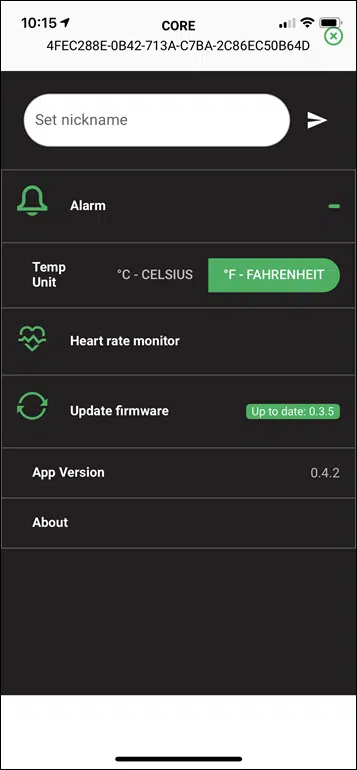 10:15
CORE
4FEC288E-0B42-713A-C7BA-2C86EC50B64D
Set nickname
Alarm
Temp
Unit
°C - CELSIUS
°F - FAHRENHEIT
Heart rate monitor
Update firmware
Up to date: 0.3.5
App Version
0.4.2
About